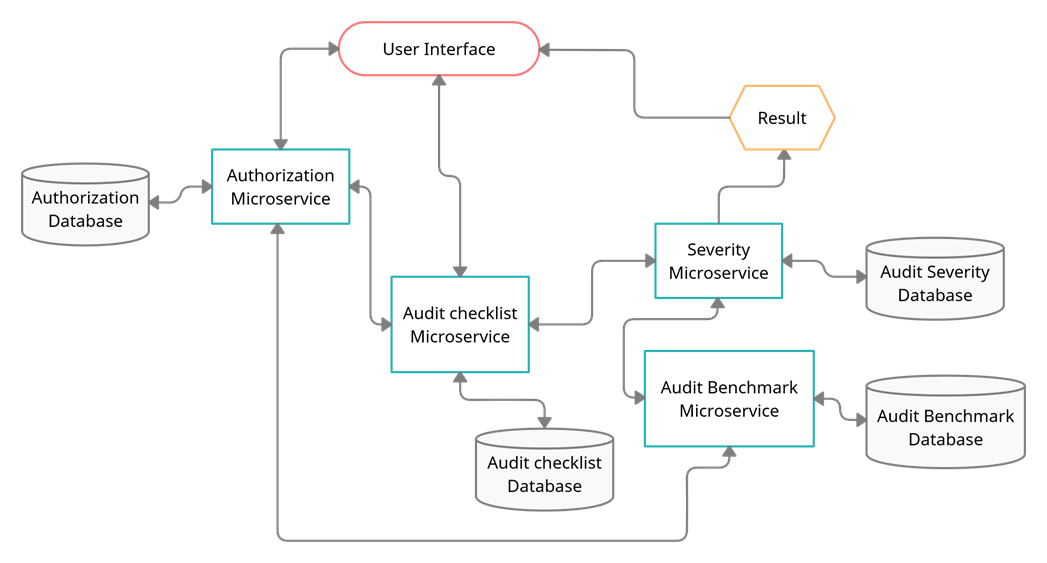 User Interface
Result
Authorization
Microservice
Authorization
Database
Severity
Microservice
Audit Severity
Database
Audit checklist
Microservice
Audit Benchmark
Microservice
Audit Benchmark
Database
Audit checklist
Database